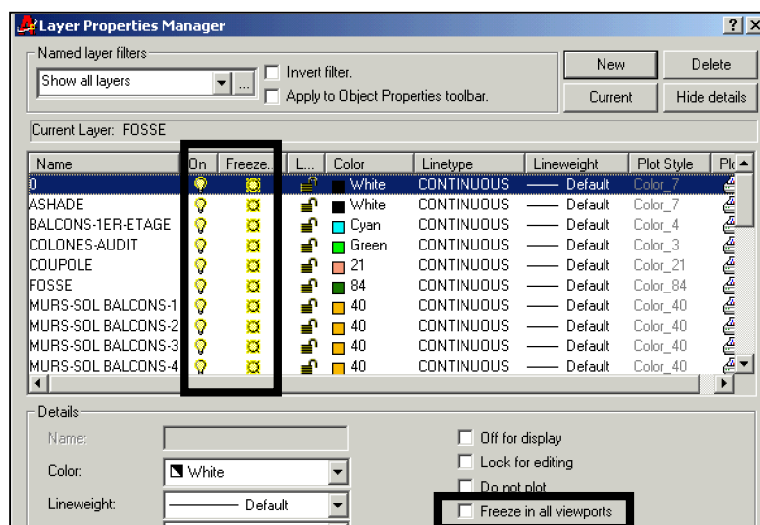 Layer Properties Manager
Named layer filters
Show all layers
...
Invert filter.
Apply to Object Properties toolbar.
New
Delete
Current
Hide details
Current Layer: FOSSE
Name On Freeze... L... Color Linetype Lineweight Plot Style
0 White CONTINUOUS Default Color_7
ASHADE White CONTINUOUS Default Color_7
BALCONS-1ER-ETAGE Cyan CONTINUOUS Default Color_4
COLONES-AUDIT Green CONTINUOUS Default Color_3
COUPOLE 21 CONTINUOUS Default Color_21
FOSSE 84 CONTINUOUS Default Color_84
MURS-SOL BALCONS-1 40 CONTINUOUS Default Color_40
MURS-SOL BALCONS-2 40 CONTINUOUS Default Color_40
MURS-SOL BALCONS-3 40 CONTINUOUS Default Color_40
MURS-SOL BALCONS-4 40 CONTINUOUS Default Color_40
Details
Name:
Color: White
Lineweight: Default
Off for display
Lock for editing
Do not plot
Freeze in all viewports